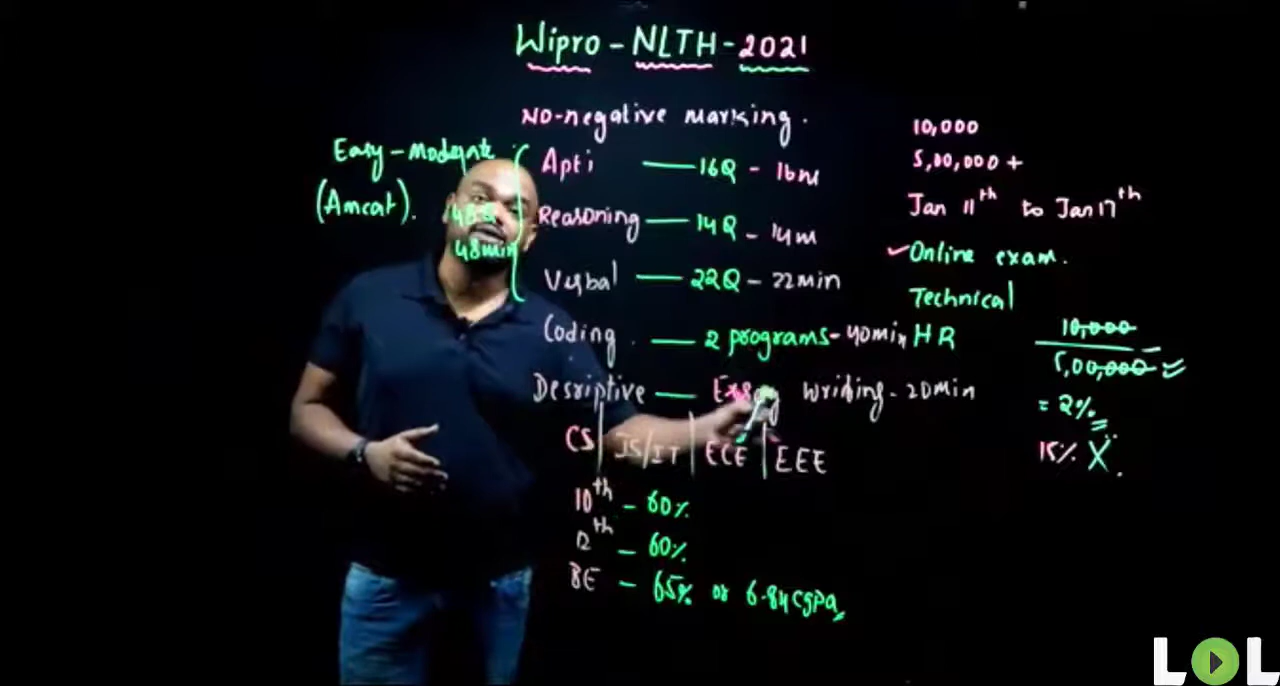 Wipro - NLTH - 2021
NO-negative marking.
Easy - Moderate
(Amcat).
48Q
48min
Apti — 16Q - 16m
Reasoning — 14Q - 14m
Verbal — 22Q - 22min
Coding. — 2 programs - 40min
Desriptive — Essay Writing - 20min
CS | IS/IT | ECE | EEE
10th - 60%
12th - 60%
BE - 65% or 6.84 cgpa
10,000
5,00,000 +
Jan 11th to Jan 17th
✓Online exam.
Technical
HR
10,000
5,00,000
= 2%
15% X.
LOL